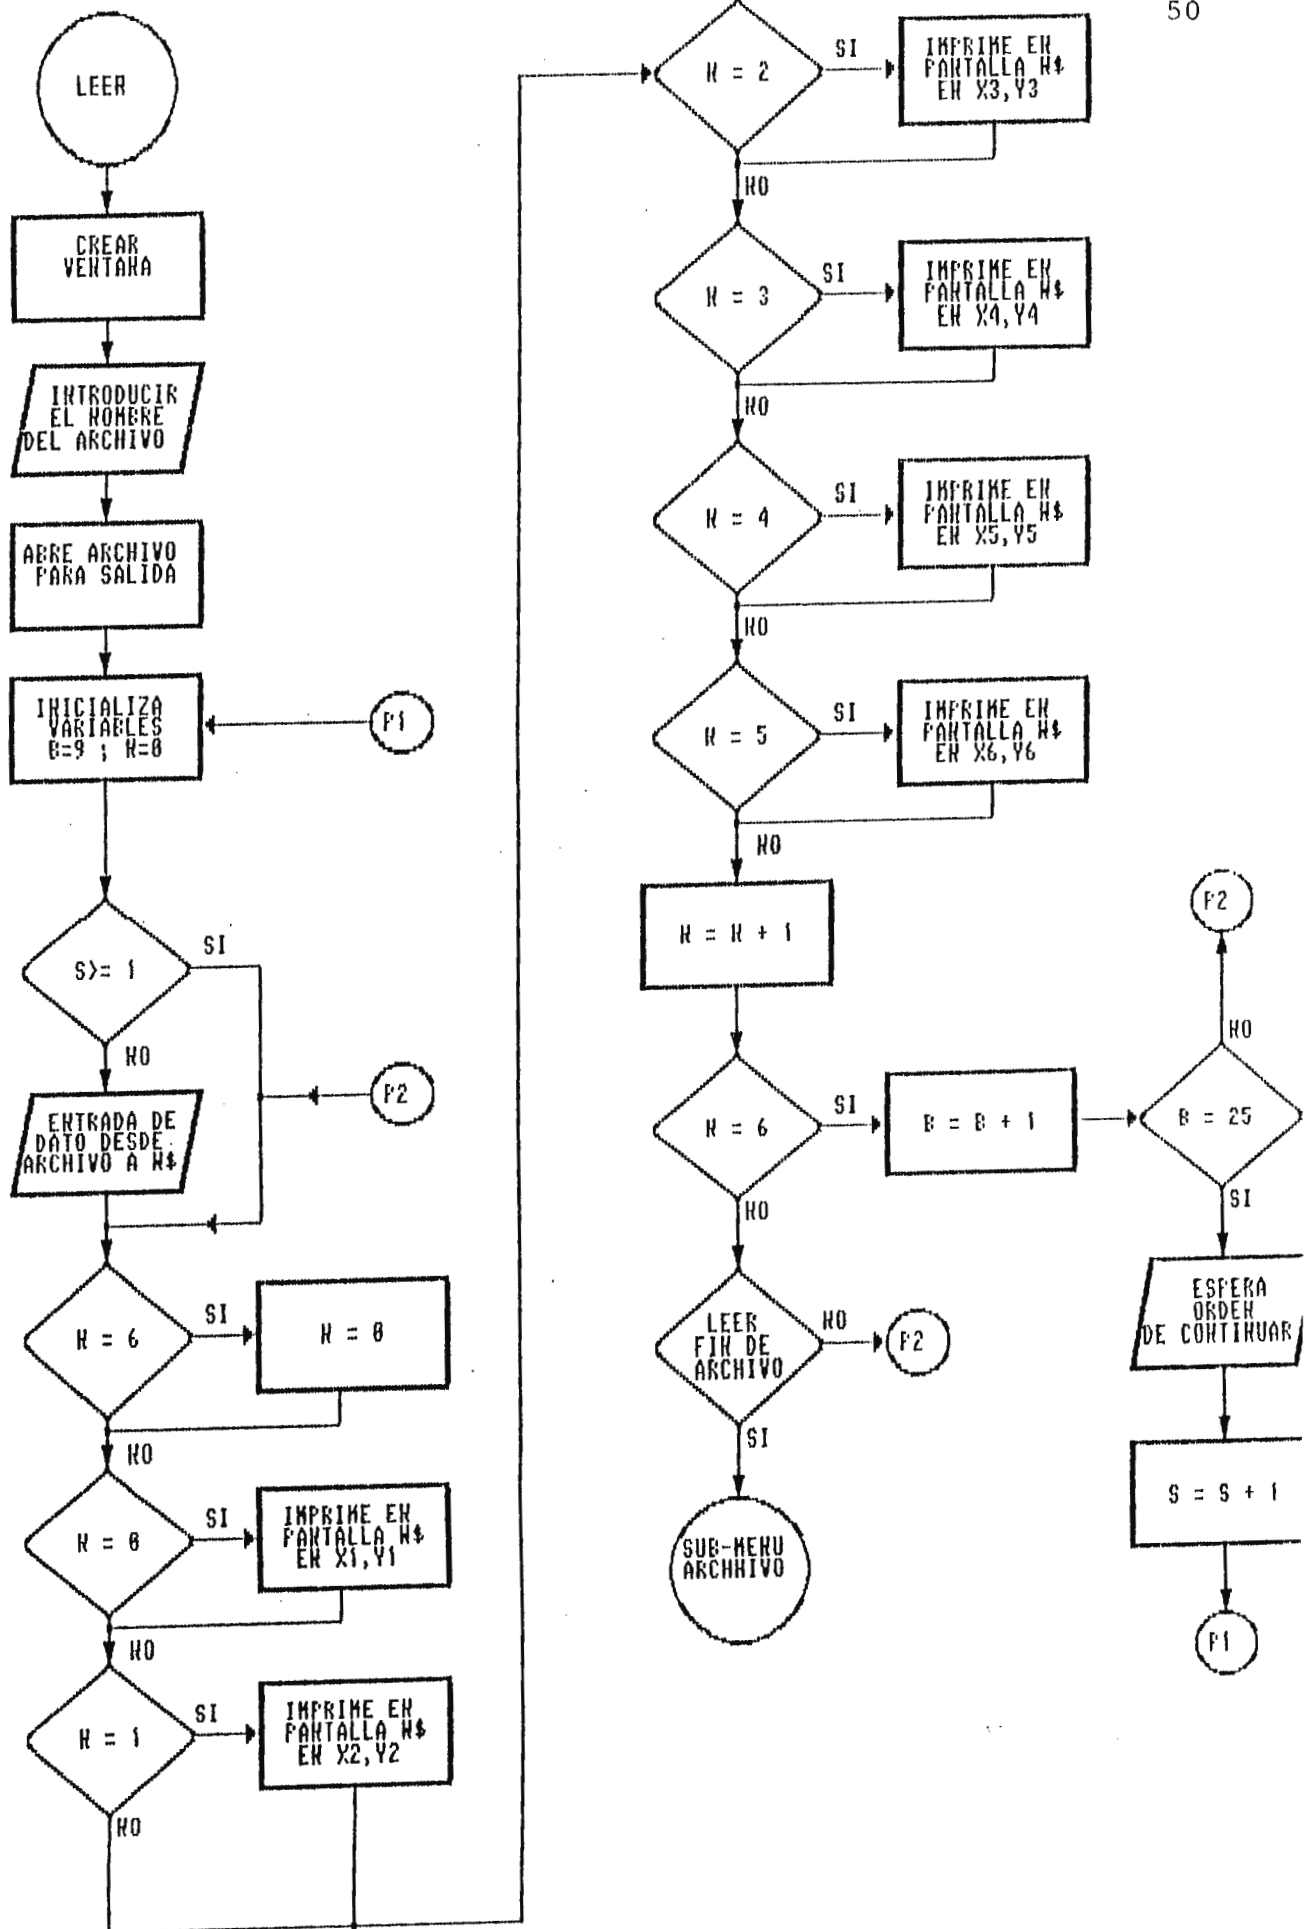 50
LEER
CREAR
VENTANA
INTRODUCIR
EL NOMBRE
DEL ARCHIVO
ABRE ARCHIVO
PARA SALIDA
INICIALIZA
VARIABLES
B=9 ; N=0
P1
S>= 1
SI
NO
P2
ENTRADA DE
DATO DESDE
ARCHIVO A W$
N = 6
SI
N = 0
NO
N = 0
SI
IMPRIME EN
PANTALLA W$
EN X1,Y1
NO
N = 1
SI
IMPRIME EN
PANTALLA W$
EN X2,Y2
NO
N = 2
SI
IMPRIME EN
PANTALLA W$
EN X3,Y3
NO
N = 3
SI
IMPRIME EN
PANTALLA W$
EN X4,Y4
NO
N = 4
SI
IMPRIME EN
PANTALLA W$
EN X5,Y5
NO
N = 5
SI
IMPRIME EN
PANTALLA W$
EN X6,Y6
NO
N = N + 1
N = 6
SI
B = B + 1
B = 25
NO
P2
SI
ESPERA
ORDEN
DE CONTINUAR
S = S + 1
P1
NO
LEER
FIN DE
ARCHIVO
NO
P2
SI
SUB-MENU
ARCHHIVO